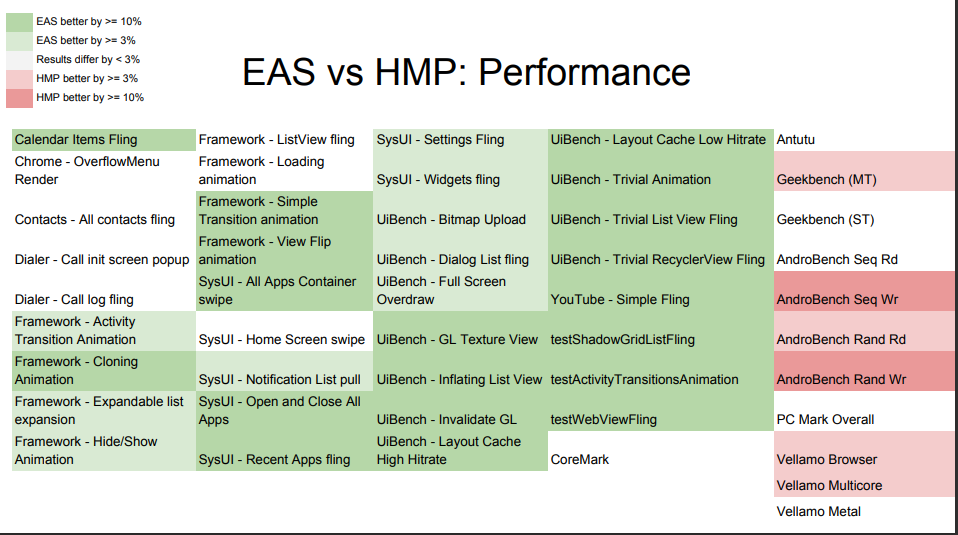 EAS better by >= 10%
EAS better by >= 3%
Results differ by < 3%
HMP better by >= 3%
HMP better by >= 10%
EAS vs HMP: Performance
Calendar Items Fling
Chrome - OverflowMenu
Render
Contacts - All contacts fling
Dialer - Call init screen popup
Dialer - Call log fling
Framework - Activity
Transition Animation
Framework - Cloning
Animation
Framework - Expandable list
expansion
Framework - Hide/Show
Animation
Framework - ListView fling
Framework - Loading
animation
Framework - Simple
Transition animation
Framework - View Flip
animation
SysUI - All Apps Container
swipe
SysUI - Home Screen swipe
SysUI - Notification List pull
SysUI - Open and Close All
Apps
SysUI - Recent Apps fling
SysUI - Settings Fling
SysUI - Widgets fling
UiBench - Bitmap Upload
UiBench - Dialog List fling
UiBench - Full Screen
Overdraw
UiBench - GL Texture View
UiBench - Inflating List View
UiBench - Invalidate GL
UiBench - Layout Cache
High Hitrate
UiBench - Layout Cache Low Hitrate
UiBench - Trivial Animation
UiBench - Trivial List View Fling
UiBench - Trivial RecyclerView Fling
YouTube - Simple Fling
testShadowGridListFling
testActivityTransitionsAnimation
testWebViewFling
CoreMark
Antutu
Geekbench (MT)
Geekbench (ST)
AndroBench Seq Rd
AndroBench Seq Wr
AndroBench Rand Rd
AndroBench Rand Wr
PC Mark Overall
Vellamo Browser
Vellamo Multicore
Vellamo Metal